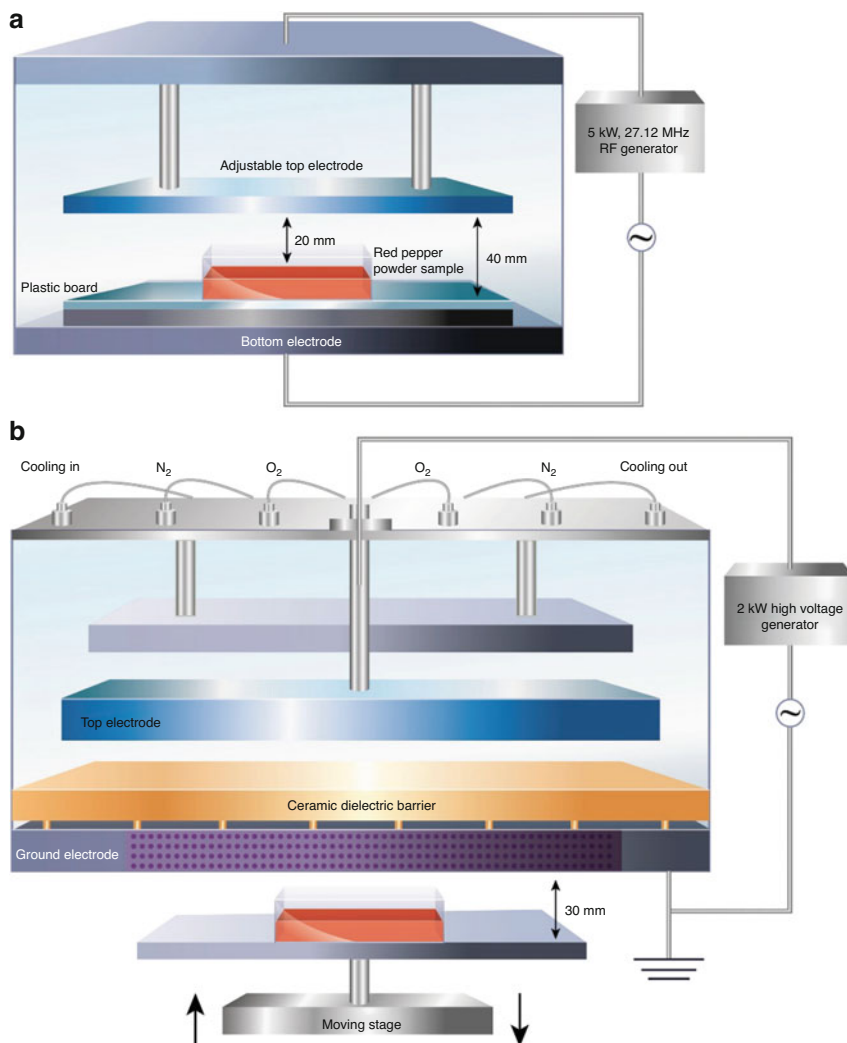 a
5 kW, 27.12 MHz
RF generator
Adjustable top electrode
20 mm
Red pepper
powder sample
40 mm
Plastic board
Bottom electrode
b
Cooling in
N₂
O₂
O₂
N₂
Cooling out
2 kW high voltage
generator
Top electrode
Ceramic dielectric barrier
Ground electrode
30 mm
Moving stage